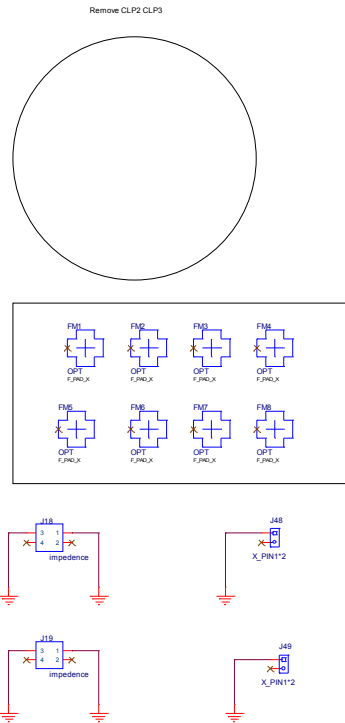 Remove CLP2 CLP3
FM1 FM2 FM3 FM4
OPT OPT OPT OPT
F_PAD_X F_PAD_X F_PAD_X F_PAD_X
FM5 FM6 FM7 FM8
OPT OPT OPT OPT
F_PAD_X F_PAD_X F_PAD_X F_PAD_X
J18 J48
3 1
4 2
impedence X_PIN1*2
J19 J49
3 1
4 2
impedence X_PIN1*2